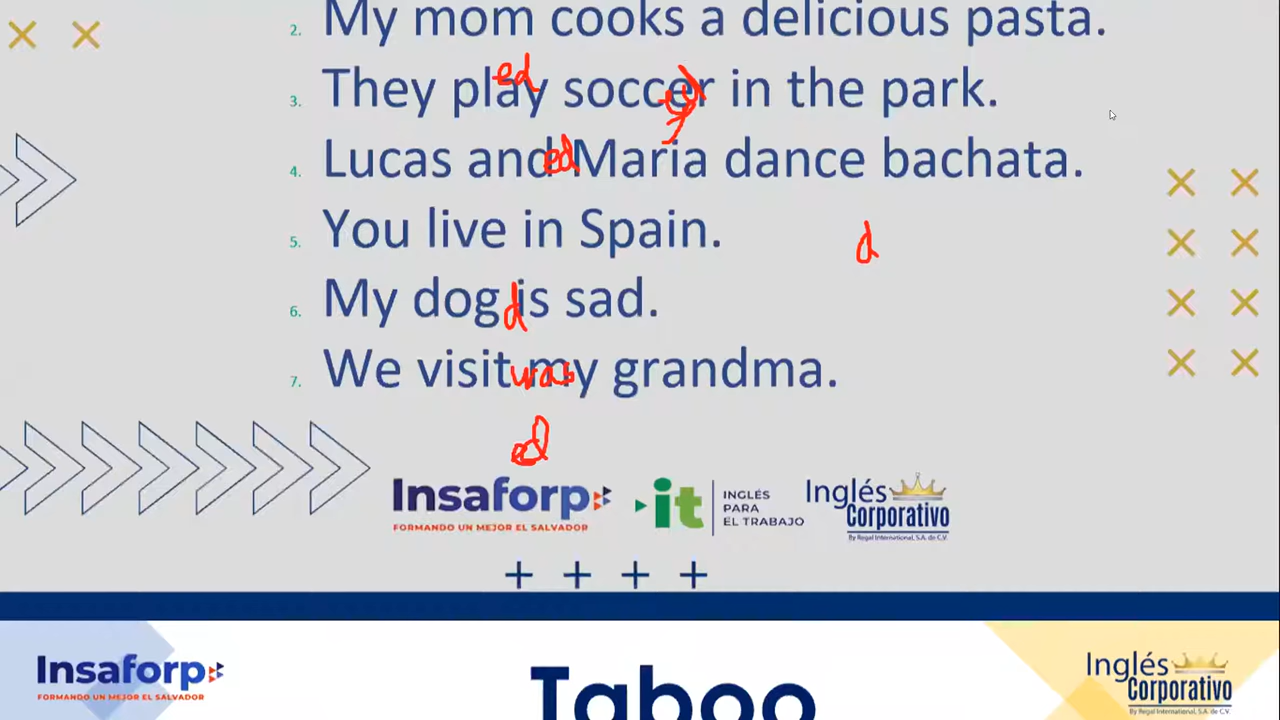 2. My mom cooks a delicious pasta.
ed
3. They play soccer in the park.
ed
4. Lucas and Maria dance bachata.
ed
5. You live in Spain.
d
6. My dog is sad.
d
7. We visit my grandma.
was
ed
Insaforp
FORMANDO UN MEJOR EL SALVADOR
it
INGLÉS
PARA
EL TRABAJO
Inglés
Corporativo
By Regal International, S.A. de C.V.
Insaforp
FORMANDO UN MEJOR EL SALVADOR
Taboo
Inglés
Corporativo
By Regal International, S.A. de C.V.